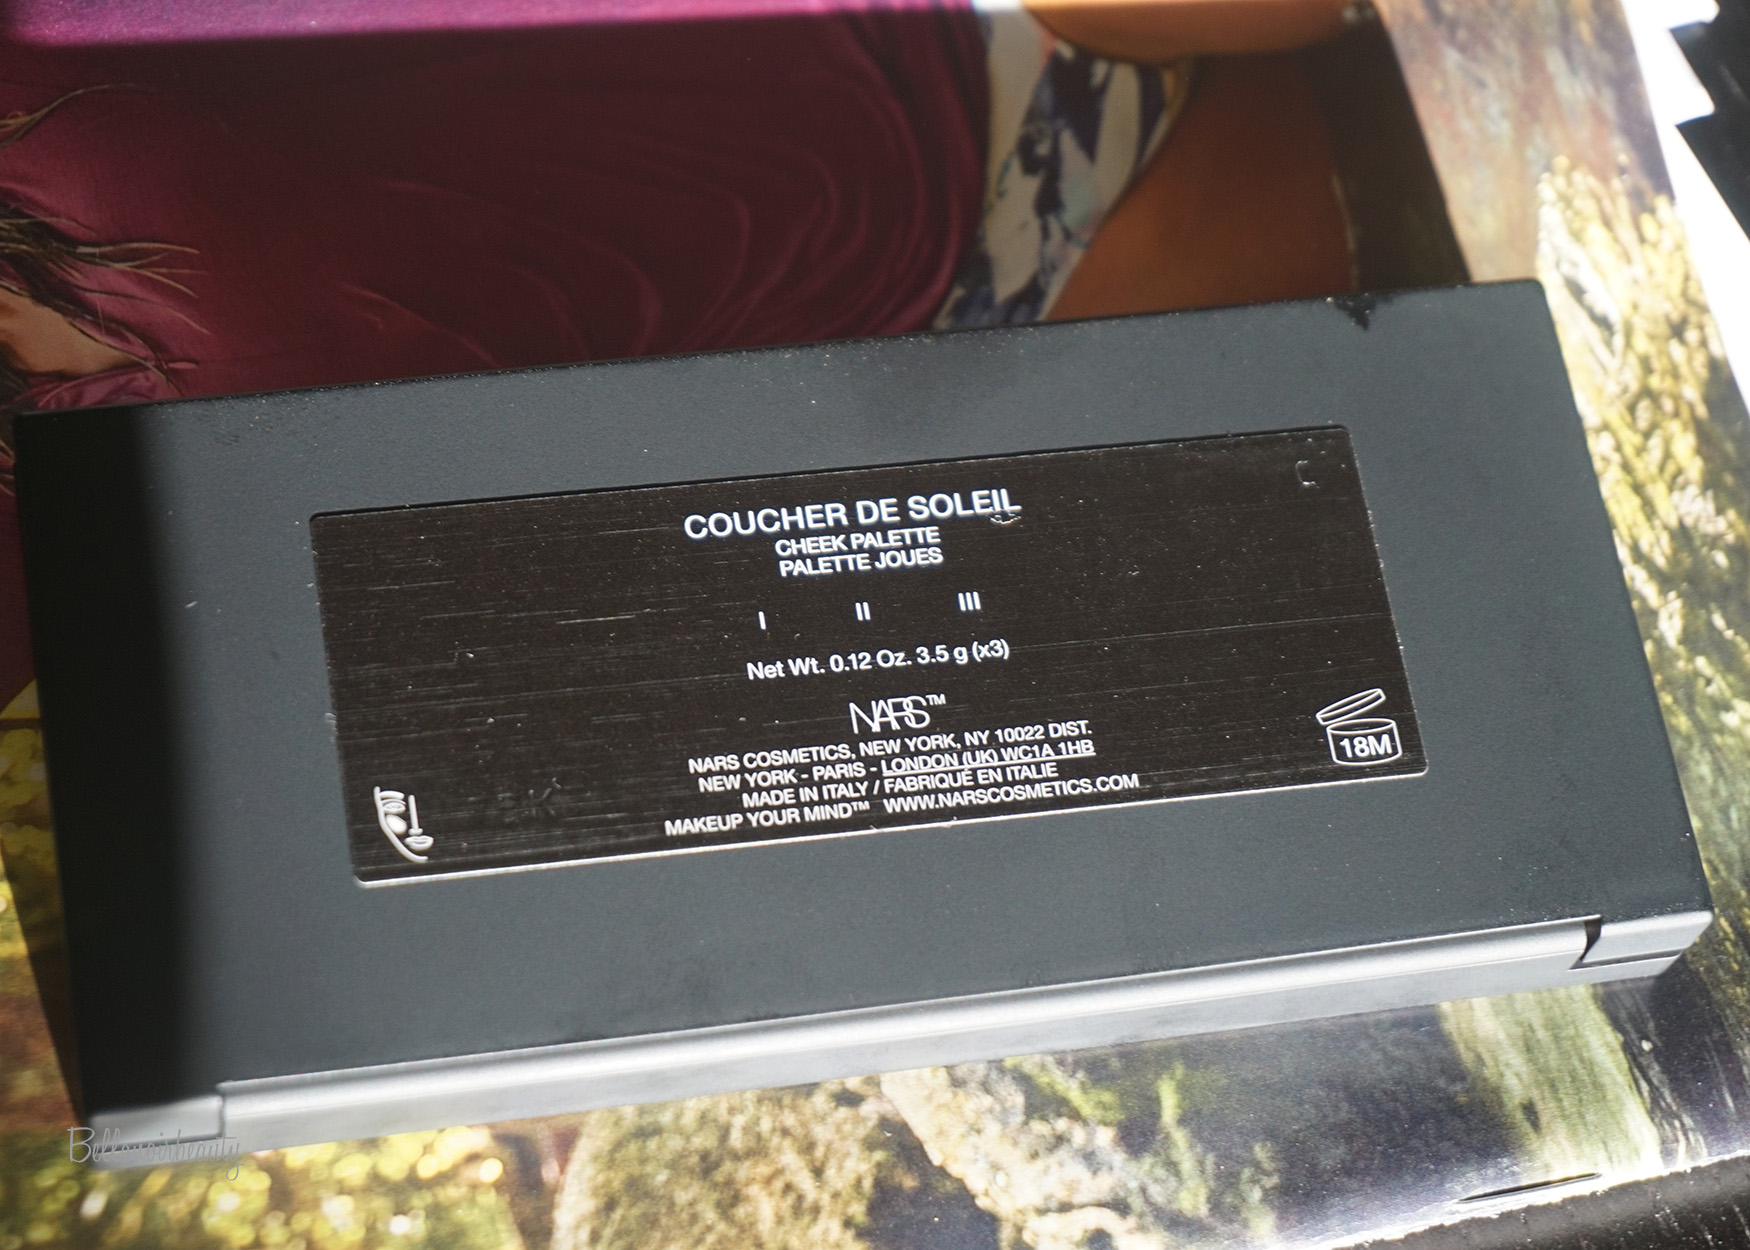 COUCHER DE SOLEIL
CHEEK PALETTE
PALETTE JOUES
I II III
Net Wt. 0.12 Oz. 3.5 g (x3)
NARS™
NARS COSMETICS, NEW YORK, NY 10022 DIST.
NEW YORK - PARIS - LONDON (UK) WC1A 1HB
MADE IN ITALY / FABRIQUÉ EN ITALIE
MAKEUP YOUR MIND™ WWW.NARSCOSMETICS.COM
18M
Bellanoirbeauty